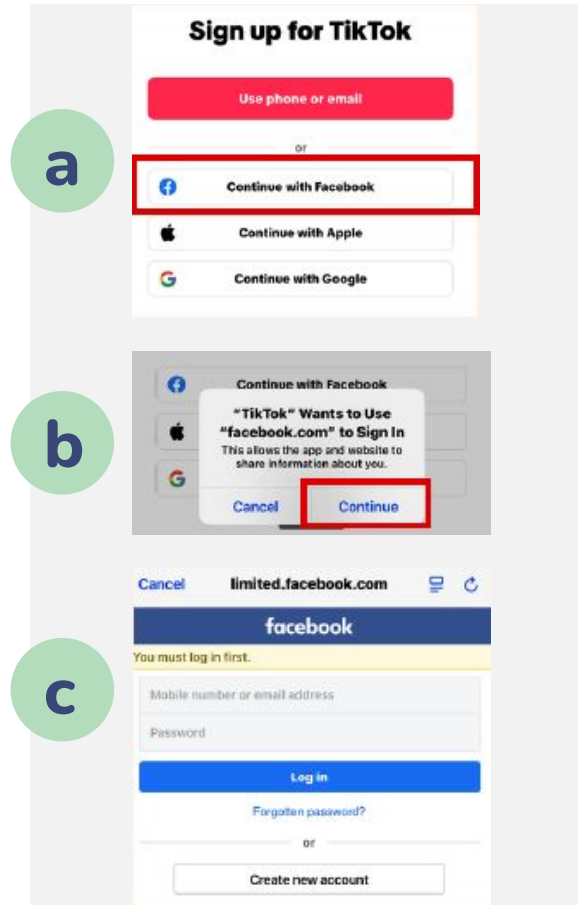 Sign up for TikTok
Use phone or email
or
a
Continue with Facebook
Continue with Apple
Continue with Google
b
Continue with Facebook
"TikTok" Wants to Use
"facebook.com" to Sign In
This allows the app and website to
share information about you.
Cancel Continue
Cancel limited.facebook.com
facebook
You must log in first.
c
Mobile number or email address
Password
Log in
Forgotten password?
or
Create new account